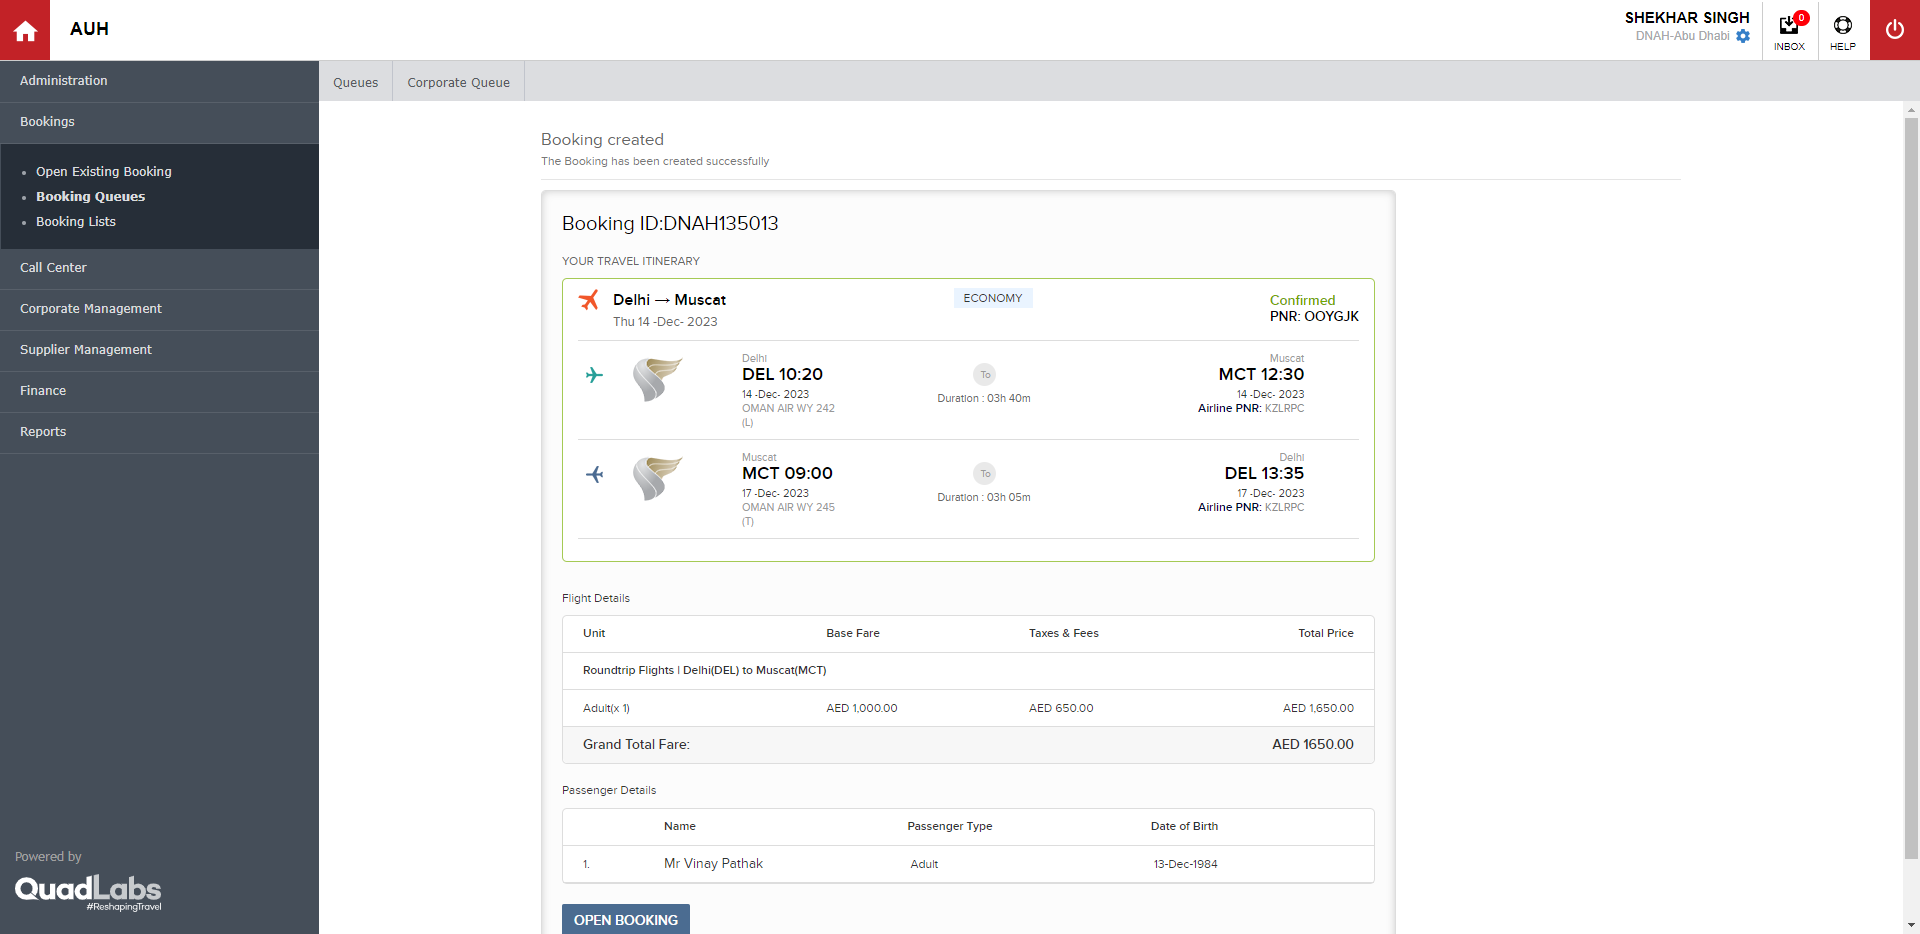 AUH
SHEKHAR SINGH
DNAH-Abu Dhabi
0
INBOX
HELP
Administration
Bookings
Open Existing Booking
Booking Queues
Booking Lists
Call Center
Corporate Management
Supplier Management
Finance
Reports
Powered by
QuadLabs
#ReshapingTravel
Queues
Corporate Queue
Booking created
The Booking has been created successfully
Booking ID:DNAH135013
YOUR TRAVEL ITINERARY
Delhi → Muscat
Thu 14 -Dec- 2023
ECONOMY
Confirmed
PNR: OOYGJK
Delhi
DEL 10:20
14 -Dec- 2023
OMAN AIR WY 242
(L)
To
Duration : 03h 40m
Muscat
MCT 12:30
14 -Dec- 2023
Airline PNR: KZLRPC
Muscat
MCT 09:00
17 -Dec- 2023
OMAN AIR WY 245
(T)
To
Duration : 03h 05m
Delhi
DEL 13:35
17 -Dec- 2023
Airline PNR: KZLRPC
Flight Details
Unit Base Fare Taxes & Fees Total Price
Roundtrip Flights | Delhi(DEL) to Muscat(MCT)
Adult(x 1) AED 1,000.00 AED 650.00 AED 1,650.00
Grand Total Fare: AED 1650.00
Passenger Details
Name Passenger Type Date of Birth
1. Mr Vinay Pathak Adult 13-Dec-1984
OPEN BOOKING